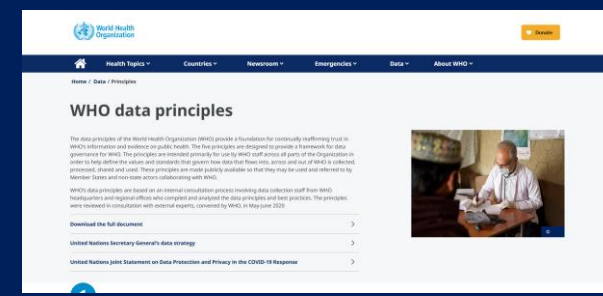 World Health
Organization
Donate
Health Topics
Countries
Newsroom
Emergencies
Data
About WHO
Home / Data / Principles
WHO data principles
The data principles of the World Health Organization (WHO) provide a foundation for continually reaffirming trust in
WHO's information and evidence on public health. The five principles are designed to provide a framework for data
governance for WHO. The principles are intended primarily for use by WHO staff across all parts of the Organization in
order to help define the values and standards that govern how data that flows into, across and out of WHO is collected,
processed, shared and used. These principles are made publicly available so that they may be used and referred to by
Member States and non-state actors collaborating with WHO.
WHO's data principles are based on an internal consultation process involving data collection staff from WHO
headquarters and regional offices who compiled and analyzed the data principles and best practices. The principles
were reviewed in consultation with external experts, convened by WHO, in May-June 2020
Download the full document
United Nations Secretary General's data strategy
United Nations Joint Statement on Data Protection and Privacy in the COVID-19 Response